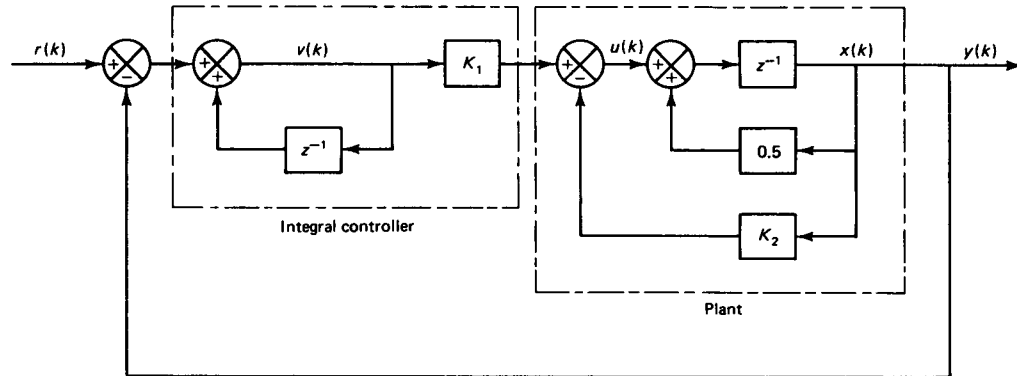 r(k)
+
−
+
+
v(k)
K₁
z⁻¹
Integral controller
+
−
u(k)
+
+
z⁻¹
x(k)
y(k)
0.5
K₂
Plant